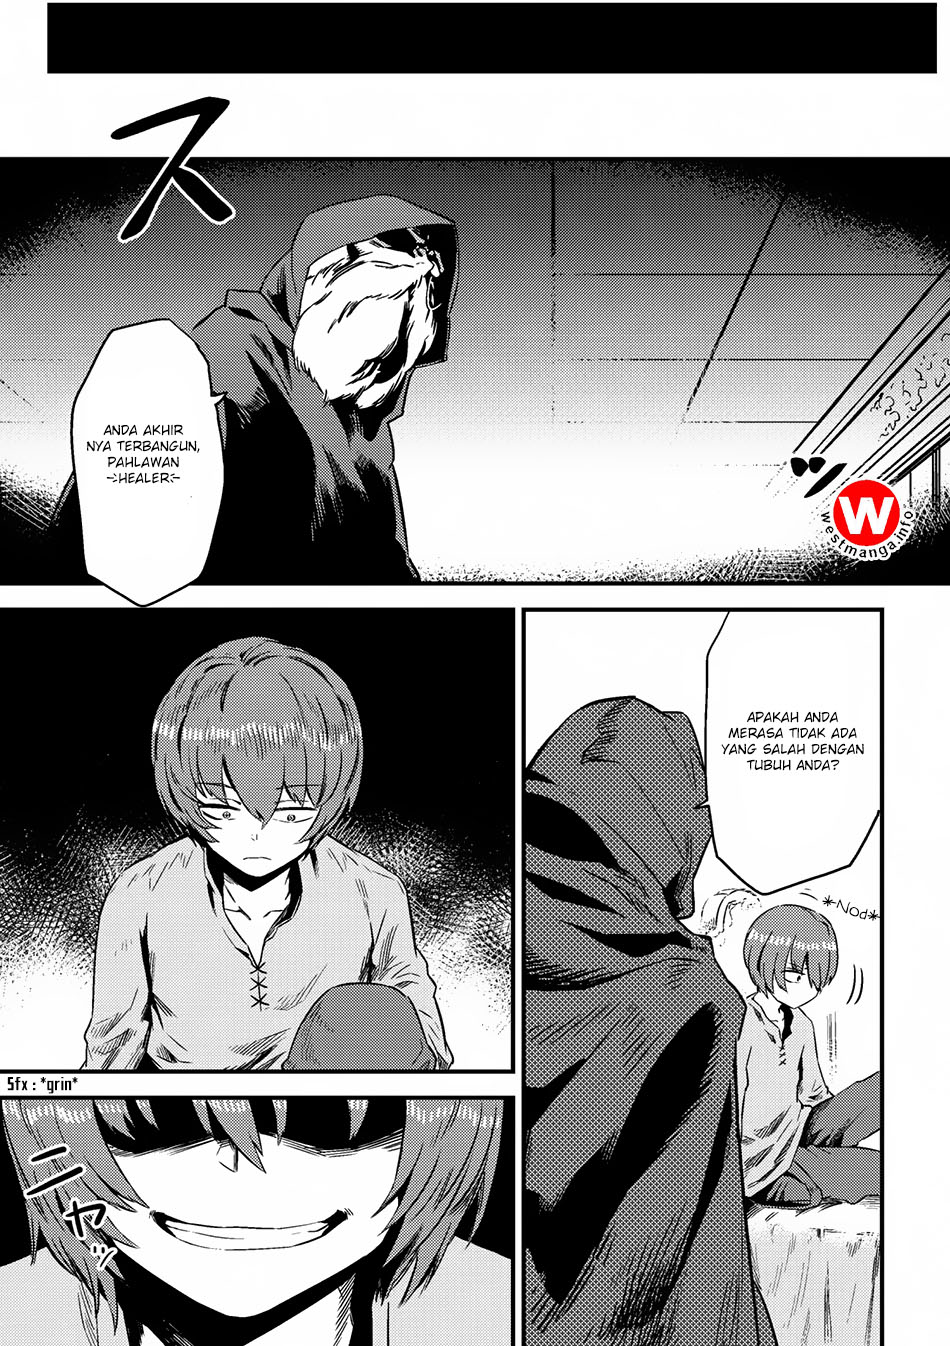 ス
ッ
ANDA AKHIR
NYA TERBANGUN,
PAHLAWAN
-:HEALER:-
W
westmanga.info
APAKAH ANDA
MERASA TIDAK ADA
YANG SALAH DENGAN
TUBUH ANDA?
*Nod*
Sfx : *grin*
ニヤッ